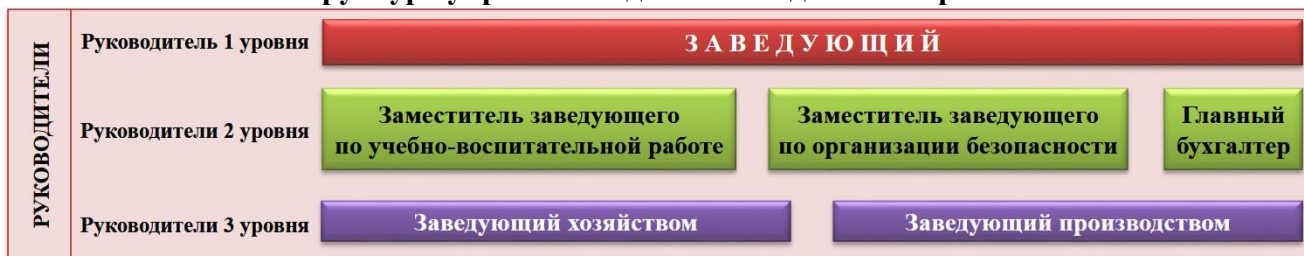 РУКОВОДИТЕЛИ
Руководитель 1 уровня
ЗАВЕДУЮЩИЙ
Руководители 2 уровня
Заместитель заведующего
по учебно-воспитательной работе
Заместитель заведующего
по организации безопасности
Главный
бухгалтер
Руководители 3 уровня
Заведующий хозяйством
Заведующий производством